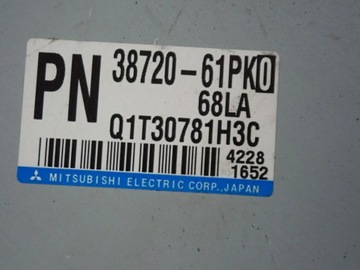 PN 38720-61PK0
68LA
Q1T30781H3C
4228
1652
MITSUBISHI ELECTRIC CORP., JAPAN